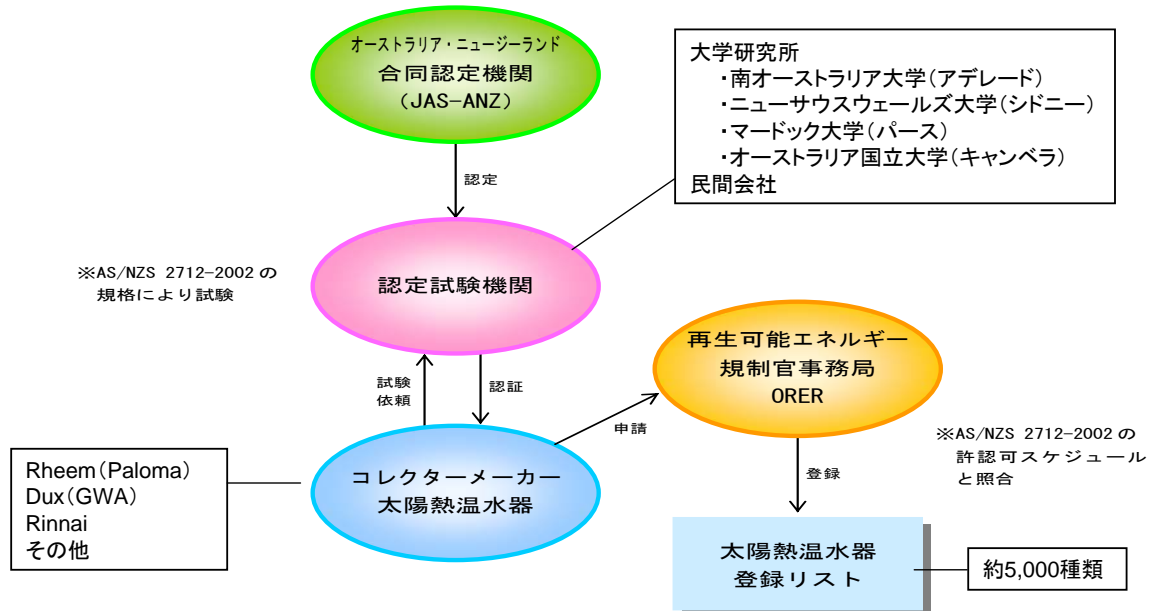 オーストラリア・ニュージーランド
合同認定機関
(JAS-ANZ)
大学研究所
・南オーストラリア大学(アデレード)
・ニューサウスウェールズ大学(シドニー)
・マードック大学(パース)
・オーストラリア国立大学(キャンベラ)
民間会社
認定
※AS/NZS 2712-2002 の
規格により試験
認定試験機関
再生可能エネルギー
規制官事務局
ORER
試験
依頼
認証
申請
※AS/NZS 2712-2002 の
許認可スケジュール
と照合
Rheem(Paloma)
Dux(GWA)
Rinnai
その他
コレクターメーカー
太陽熱温水器
登録
太陽熱温水器
登録リスト
約5,000種類